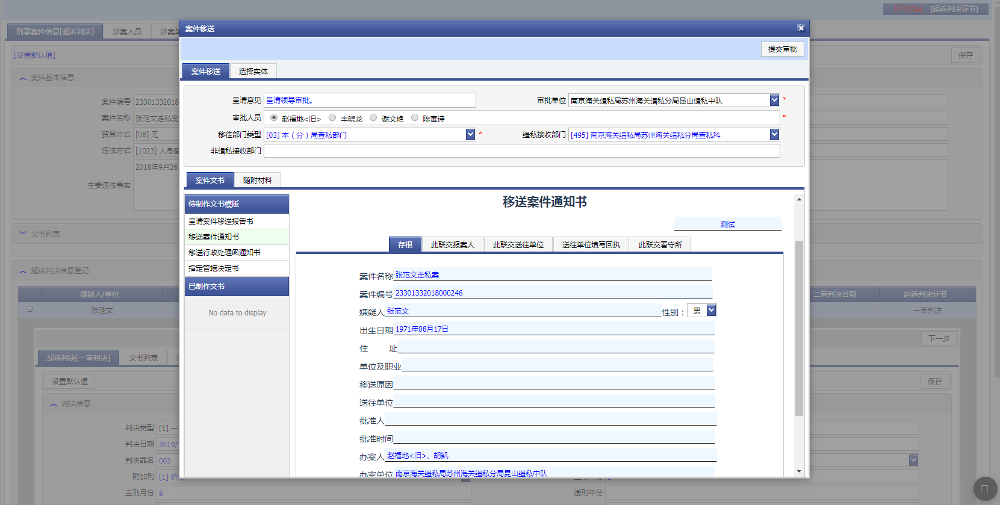 [起诉判决环节]
刑事案件信息[起诉判决] 涉案人员
案件移送
[设置默认值] 提交审批 保存
案件移送 选择实体
案件基本信息
呈请意见 呈请领导审批。 审批单位 南京海关缉私局苏州海关缉私分局昆山缉私中队 *
案件编号 23301332018
审批人员 赵福地<旧> 丰晓龙 谢文艳 陈寓诗 *
案件名称 张范文走私案
贸易方式 [08] 无
移往部门类型 [03] 本（分）局查私部门 * 缉私接收部门 [495] 南京海关缉私局苏州海关缉私分局查私科
违法方式 [1023] 人身藏
非缉私接收部门
2018年9月26
主要违法事实
案件文书 随附材料
待制作文书模版
呈请案件移送报告书
移送案件通知书
移送行政处理函通知书
指定管辖决定书
已制作文书
No data to display
移送案件通知书
测试
存根 此联交报案人 此联交送往单位 送往单位填写回执 此联交看守所
案件名称 张范文走私案
案件编号 23301332018000246
嫌疑人 张范文 性别： 男
出生日期 1971年08月17日
住 址
单位及职业
移送原因
送往单位
批准人
批准时间
办案人 赵福地<旧>、胡凯
办案单位 南京海关缉私局苏州海关缉私分局昆山缉私中队
文书列表
起诉判决信息登记
嫌疑人/单位 二审判决日期 起诉判决环节
张范文 一审判决
下一步
起诉判决[一审判决] 文书列表
设置默认值 保存
判决信息
判决类型 [1] 一
判决日期 2019/
判决罪名 003
附加刑 [1] 罚金
主刑月份 8 缓刑年份